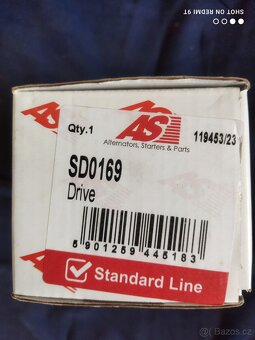 SHOT ON REDMI 9T
Qty.1
AS
Alternators, Starters & Parts
119453/23
SD0169
Drive
5 901259 445183
Standard Line
bazoš.cz